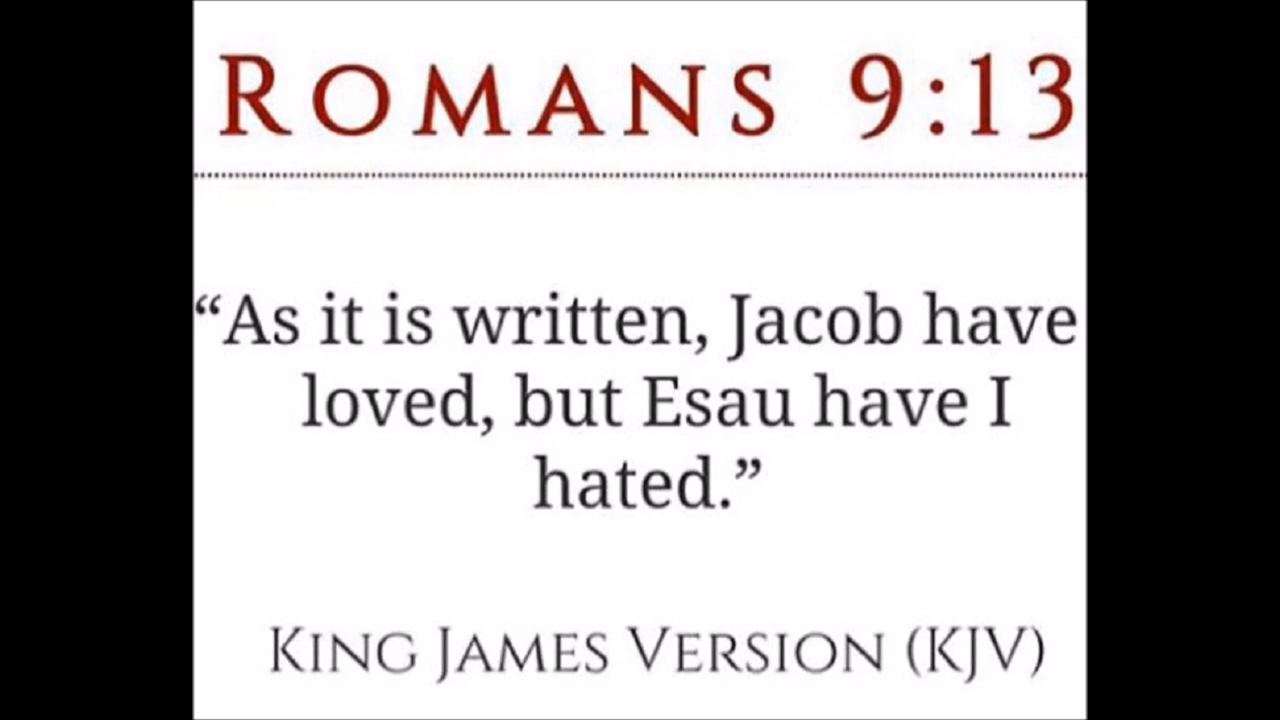 ROMANS 9:13
“As it is written, Jacob have
loved, but Esau have I
hated.”
KING JAMES VERSION (KJV)